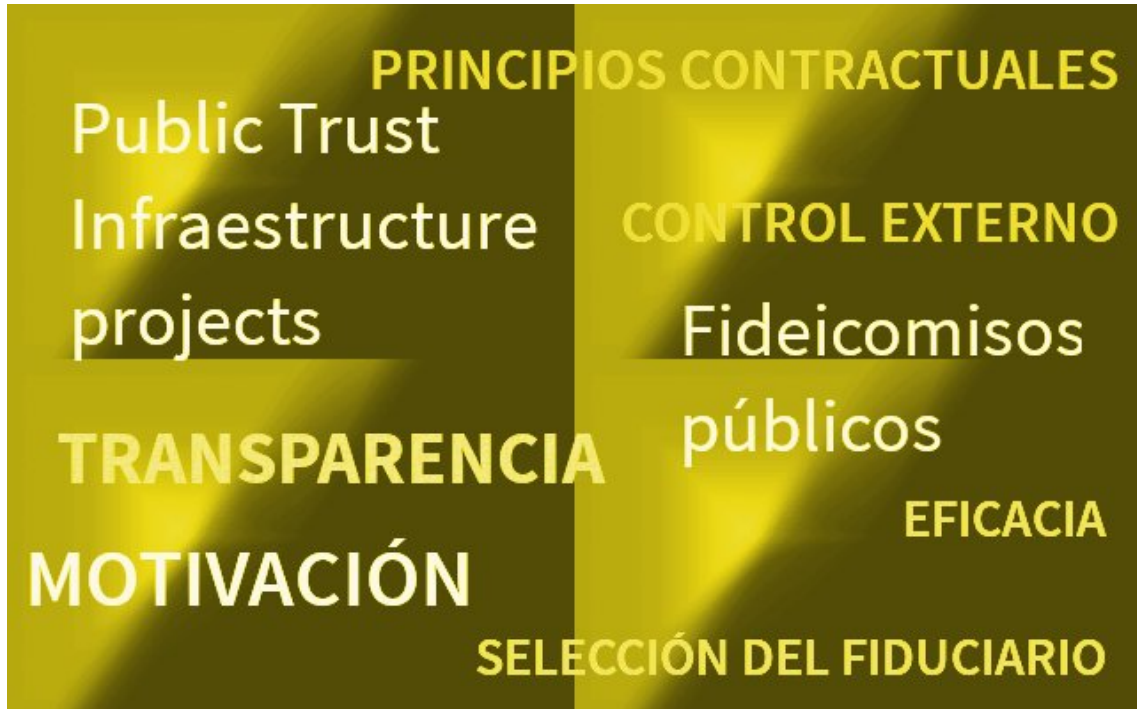 PRINCIPIOS CONTRACTUALES
Public Trust
Infraestructure
projects
CONTROL EXTERNO
Fideicomisos
públicos
TRANSPARENCIA
EFICACIA
MOTIVACIÓN
SELECCIÓN DEL FIDUCIARIO